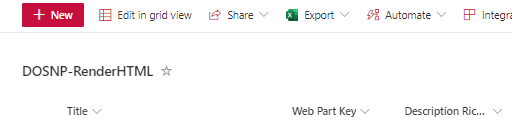 + New Edit in grid view Share Export Automate Integra
DOSNP-RenderHTML
Title Web Part Key Description Ric...